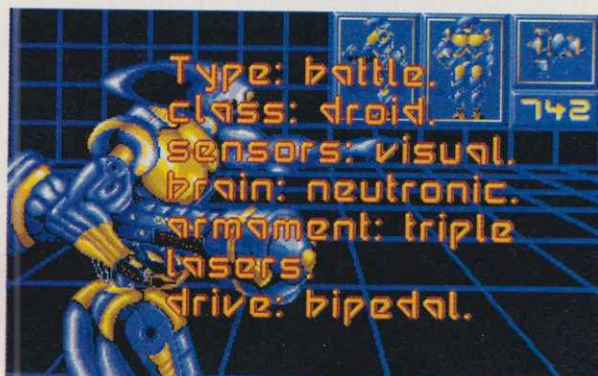 Type: battle.
class: droid.
742
sensors: visual.
brain: neutronic.
armament: triple
lasers.
drive: bipedal.